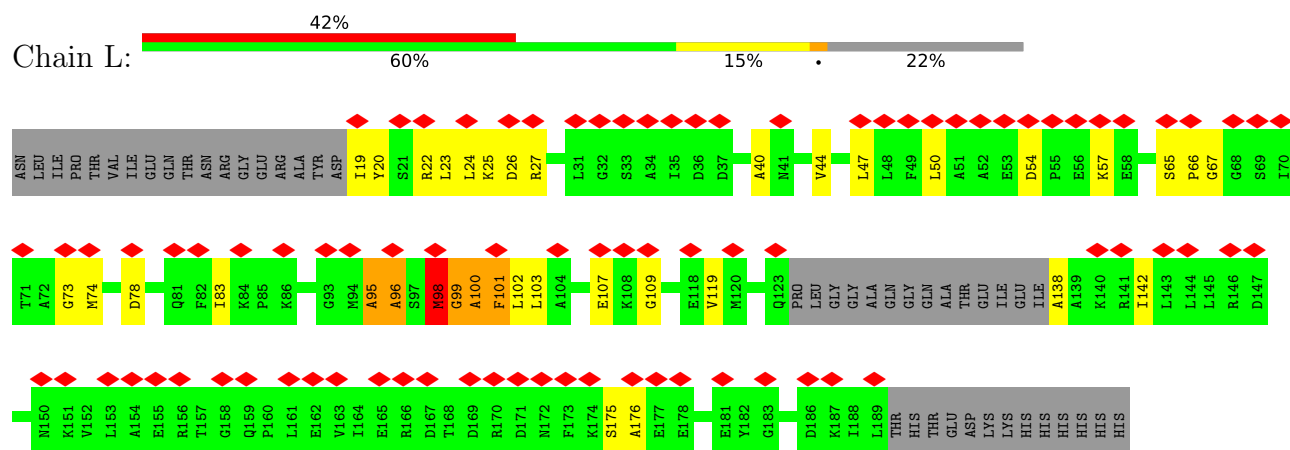 42%
Chain L:
60% 15% • 22%
ASN LEU ILE PRO THR VAL ILE GLU GLN THR ASN ARG GLY GLU ARG ALA TYR ASP I19 Y20 S21 R22 L23 L24 K25 D26 R27 L31 G32 S33 A34 I35 D36 D37 A40 N41 V44 L47 L48 F49 L50 A51 A52 E53 D54 P55 E56 K57 E58 S65 P66 G67 G68 S69 I70
T71 A72 G73 M74 D78 Q81 F82 I83 K84 P85 K86 G93 M94 A95 A96 S97 M98 G99 A100 F101 L102 L103 A104 E107 K108 G109 E118 V119 M120 Q123 PRO LEU GLY GLY ALA GLN GLY GLN ALA THR GLU ILE GLU ILE A138 A139 K140 R141 I142 L143 L144 L145 R146 D147
N150 K151 V152 L153 A154 E155 R156 T157 G158 Q159 P160 L161 E162 V163 I164 E165 R166 D167 T168 D169 R170 D171 N172 F173 K174 S175 A176 E177 E178 E181 Y182 G183 D186 K187 I188 L189 THR HIS THR GLU ASP LYS LYS HIS HIS HIS HIS HIS HIS